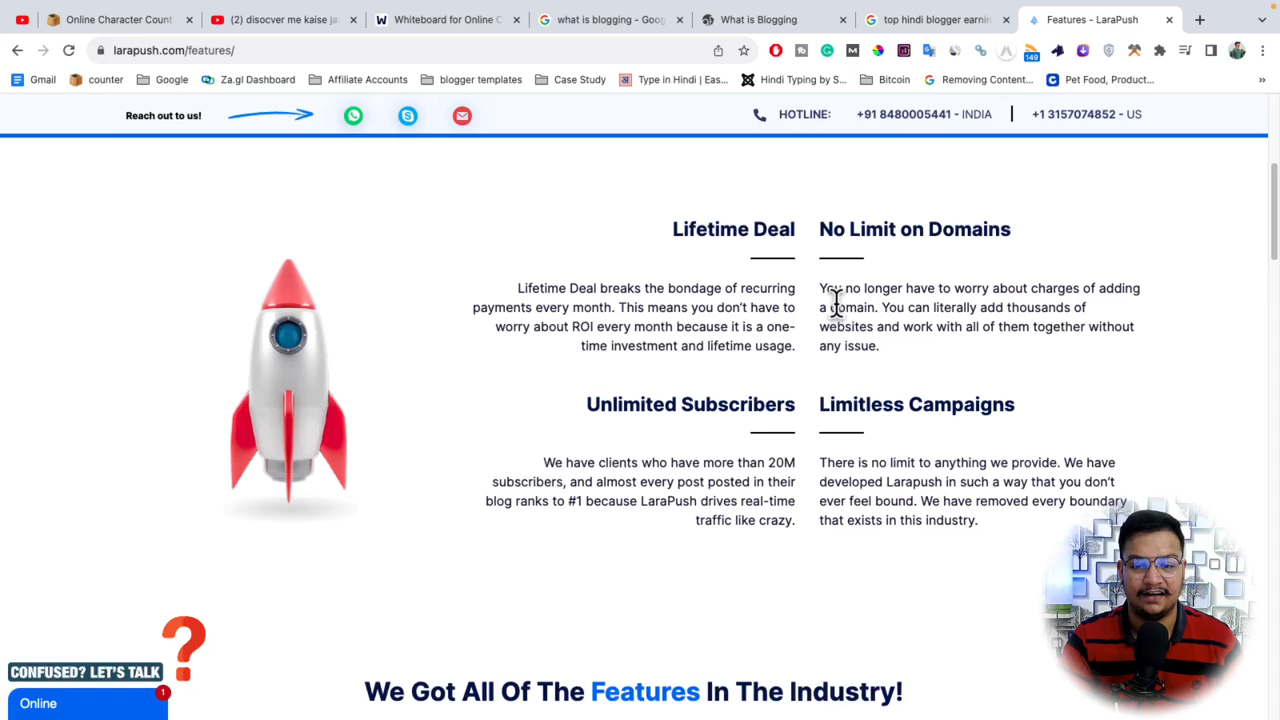 Online Character Count
(2) disocver me kaise ja
Whiteboard for Online C
what is blogging - Goog
What is Blogging
top hindi blogger earnin
Features - LaraPush
larapush.com/features/
149
Gmail
counter
Google
Za.gl Dashboard
Affiliate Accounts
blogger templates
Case Study
Type in Hindi | Eas...
Hindi Typing by S...
Bitcoin
Removing Content...
Pet Food, Product...
Reach out to us!
HOTLINE: +91 8480005441 - INDIA | +1 3157074852 - US
Lifetime Deal
Lifetime Deal breaks the bondage of recurring
payments every month. This means you don't have to
worry about ROI every month because it is a one-
time investment and lifetime usage.
No Limit on Domains
You no longer have to worry about charges of adding
a domain. You can literally add thousands of
websites and work with all of them together without
any issue.
Unlimited Subscribers
We have clients who have more than 20M
subscribers, and almost every post posted in their
blog ranks to #1 because LaraPush drives real-time
traffic like crazy.
Limitless Campaigns
There is no limit to anything we provide. We have
developed Larapush in such a way that you don't
ever feel bound. We have removed every boundary
that exists in this industry.
?
CONFUSED? LET'S TALK
Online
1
We Got All Of The Features In The Industry!